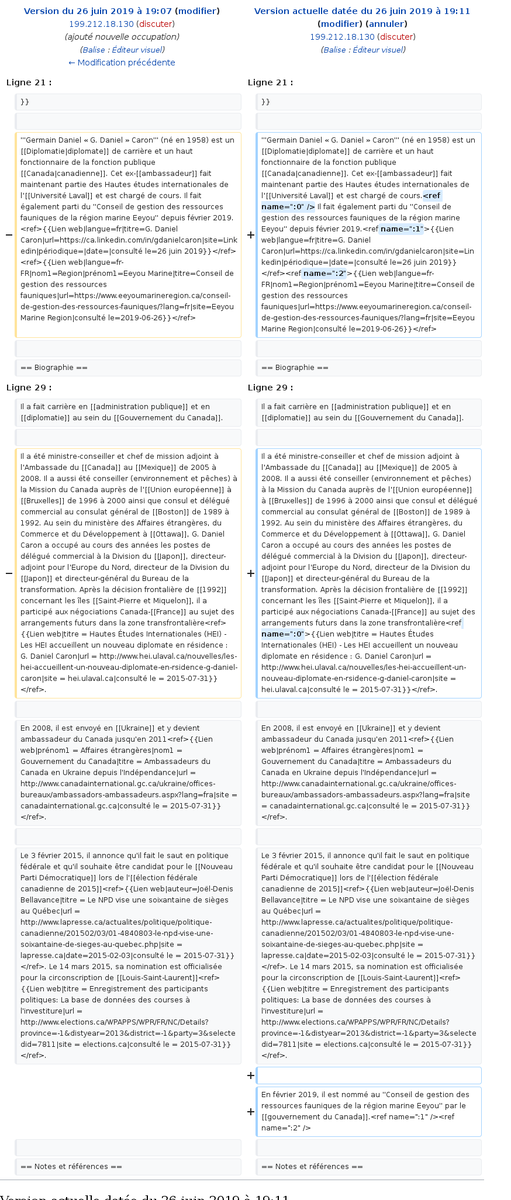 Version du 26 juin 2019 à 19:07 (modifier)
199.212.18.130 (discuter)
(ajouté nouvelle occupation)
(Balise : Éditeur visuel)
← Modification précédente
Version actuelle datée du 26 juin 2019 à 19:11
(modifier) (annuler)
199.212.18.130 (discuter)
(Balise : Éditeur visuel)
Ligne 21 :
Ligne 21 :
}}
}}
'''Germain Daniel « G. Daniel » Caron''' (né en 1958) est un
[[Diplomatie|diplomate]] de carrière et un haut
fonctionnaire de la fonction publique
[[Canada|canadienne]]. Cet ex-[[ambassadeur]] fait
maintenant partie des Hautes études internationales de
l'[[Université Laval]] et est chargé de cours. Il fait
également parti du "Conseil de gestion des ressources
fauniques de la région marine Eeyou" depuis février 2019.
<ref>{{Lien web|langue=fr|titre=G. Daniel
Caron|url=https://ca.linkedin.com/in/gdanielcaron|site=Link
edin|périodique=|date=|consulté le=26 juin 2019}}</ref>
<ref>{{Lien web|langue=fr-
FR|nom1=Region|prénom1=Eeyou Marine|titre=Conseil de
gestion des ressources
fauniques|url=https://www.eeyoumarineregion.ca/conseil-
de-gestion-des-ressources-fauniques/?lang=fr|site=Eeyou
Marine Region|consulté le=2019-06-26}}</ref>
−
+
'''Germain Daniel « G. Daniel » Caron''' (né en 1958) est un
[[Diplomatie|diplomate]] de carrière et un haut
fonctionnaire de la fonction publique
[[Canada|canadienne]]. Cet ex-[[ambassadeur]] fait
maintenant partie des Hautes études internationales de
l'[[Université Laval]] et est chargé de cours.<ref
name=":0" /> Il fait également parti du "Conseil de
gestion des ressources fauniques de la région marine
Eeyou" depuis février 2019.<ref name=":1">{{Lien
web|langue=fr|titre=G. Daniel
Caron|url=https://ca.linkedin.com/in/gdanielcaron|site=Lin
kedin|périodique=|date=|consulté le=26 juin 2019}}
</ref><ref name=":2">{{Lien web|langue=fr-
FR|nom1=Region|prénom1=Eeyou Marine|titre=Conseil de
gestion des ressources
fauniques|url=https://www.eeyoumarineregion.ca/conseil-
de-gestion-des-ressources-fauniques/?lang=fr|site=Eeyou
Marine Region|consulté le=2019-06-26}}</ref>
== Biographie ==
== Biographie ==
Ligne 29 :
Ligne 29 :
Il a fait carrière en [[administration publique]] et en
[[diplomatie]] au sein du [[Gouvernement du Canada]].
Il a fait carrière en [[administration publique]] et en
[[diplomatie]] au sein du [[Gouvernement du Canada]].
Il a été ministre-conseiller et chef de mission adjoint à
l'Ambassade du [[Canada]] au [[Mexique]] de 2005 à
2008. Il a aussi été conseiller (environnement et pêches) à
la Mission du Canada auprès de l'[[Union européenne]] à
[[Bruxelles]] de 1996 à 2000 ainsi que consul et délégué
commercial au consulat général de [[Boston]] de 1989 à
1992. Au sein du ministère des Affaires étrangères, du
Commerce et du Développement à [[Ottawa]], G. Daniel
Caron a occupé au cours des années les postes de
délégué commercial à la Division du [[Japon]], directeur-
adjoint pour l'Europe du Nord, directeur de la Division du
[[Japon]] et directeur-général du Bureau de la
transformation. Après la décision frontalière de [[1992]]
concernant les îles [[Saint-Pierre et Miquelon]], il a
participé aux négociations Canada-[[France]] au sujet des
arrangements futurs dans la zone transfrontalière<ref>
{{Lien web|titre = Hautes Études Internationales (HEI) -
Les HEI accueillent un nouveau diplomate en résidence :
G. Daniel Caron|url = http://www.hei.ulaval.ca/nouvelles/les-
hei-accueillent-un-nouveau-diplomate-en-rsidence-g-daniel-
caron|site = hei.ulaval.ca|consulté le = 2015-07-31}}
</ref>.
−
+
Il a été ministre-conseiller et chef de mission adjoint à
l'Ambassade du [[Canada]] au [[Mexique]] de 2005 à
2008. Il a aussi été conseiller (environnement et pêches) à
la Mission du Canada auprès de l'[[Union européenne]]
à [[Bruxelles]] de 1996 à 2000 ainsi que consul et délégué
commercial au consulat général de [[Boston]] de 1989 à
1992. Au sein du ministère des Affaires étrangères, du
Commerce et du Développement à [[Ottawa]], G. Daniel
Caron a occupé au cours des années les postes de
délégué commercial à la Division du [[Japon]], directeur-
adjoint pour l'Europe du Nord, directeur de la Division du
[[Japon]] et directeur-général du Bureau de la
transformation. Après la décision frontalière de [[1992]]
concernant les îles [[Saint-Pierre et Miquelon]], il a
participé aux négociations Canada-[[France]] au sujet des
arrangements futurs dans la zone transfrontalière<ref
name=":0">{{Lien web|titre = Hautes Études
Internationales (HEI) - Les HEI accueillent un nouveau
diplomate en résidence : G. Daniel Caron|url =
http://www.hei.ulaval.ca/nouvelles/les-hei-accueillent-un-
nouveau-diplomate-en-rsidence-g-daniel-caron|site =
hei.ulaval.ca|consulté le = 2015-07-31}}</ref>.
En 2008, il est envoyé en [[Ukraine]] et y devient
ambassadeur du Canada jusqu'en 2011<ref>{{Lien
web|prénom1 = Affaires étrangères|nom1 =
Gouvernement du Canada|titre = Ambassadeurs du
Canada en Ukraine depuis l'Indépendance|url =
http://www.canadainternational.gc.ca/ukraine/offices-
bureaux/ambassadors-ambassadeurs.aspx?lang=fra|site
= canadainternational.gc.ca|consulté le = 2015-07-31}}
</ref>.
En 2008, il est envoyé en [[Ukraine]] et y devient
ambassadeur du Canada jusqu'en 2011<ref>{{Lien
web|prénom1 = Affaires étrangères|nom1 =
Gouvernement du Canada|titre = Ambassadeurs du
Canada en Ukraine depuis l'Indépendance|url =
http://www.canadainternational.gc.ca/ukraine/offices-
bureaux/ambassadors-ambassadeurs.aspx?lang=fra|site
= canadainternational.gc.ca|consulté le = 2015-07-31}}
</ref>.
Le 3 février 2015, il annonce qu'il fait le saut en politique
fédérale et qu'il souhaite être candidat pour le [[Nouveau
Parti Démocratique]] lors de l'[[élection fédérale
canadienne de 2015]]<ref>{{Lien web|auteur=Joël-Denis
Bellavance|titre = Le NPD vise une soixantaine de sièges
au Québec|url =
http://www.lapresse.ca/actualites/politique/politique-
canadienne/201502/03/01-4840803-le-npd-vise-une-
soixantaine-de-sieges-au-quebec.php|site =
lapresse.ca|date=2015-02-03|consulté le = 2015-07-31}}
</ref>. Le 14 mars 2015, sa nomination est officialisée
pour la circonscription de [[Louis-Saint-Laurent]]<ref>
{{Lien web|titre = Enregistrement des participants
politiques: La base de données des courses à
l'investiture|url =
http://www.elections.ca/WPAPPS/WPR/FR/NC/Details?
province=-1&distyear=2013&district=-1&party=3&selecte
did=7811|site = elections.ca|consulté le = 2015-07-31}}
</ref>.
Le 3 février 2015, il annonce qu'il fait le saut en politique
fédérale et qu'il souhaite être candidat pour le [[Nouveau
Parti Démocratique]] lors de l'[[élection fédérale
canadienne de 2015]]<ref>{{Lien web|auteur=Joël-Denis
Bellavance|titre = Le NPD vise une soixantaine de sièges
au Québec|url =
http://www.lapresse.ca/actualites/politique/politique-
canadienne/201502/03/01-4840803-le-npd-vise-une-
soixantaine-de-sieges-au-quebec.php|site =
lapresse.ca|date=2015-02-03|consulté le = 2015-07-31}}
</ref>. Le 14 mars 2015, sa nomination est officialisée
pour la circonscription de [[Louis-Saint-Laurent]]<ref>
{{Lien web|titre = Enregistrement des participants
politiques: La base de données des courses à
l'investiture|url =
http://www.elections.ca/WPAPPS/WPR/FR/NC/Details?
province=-1&distyear=2013&district=-1&party=3&selecte
did=7811|site = elections.ca|consulté le = 2015-07-31}}
</ref>.
+
+
En février 2019, il est nommé au "Conseil de gestion des
ressources fauniques de la région marine Eeyou" par le
[[gouvernement du Canada]].<ref name=":1" /><ref
name=":2" />
== Notes et références ==
== Notes et références ==
Version actuelle datée du 26 juin 2019 à 19:11